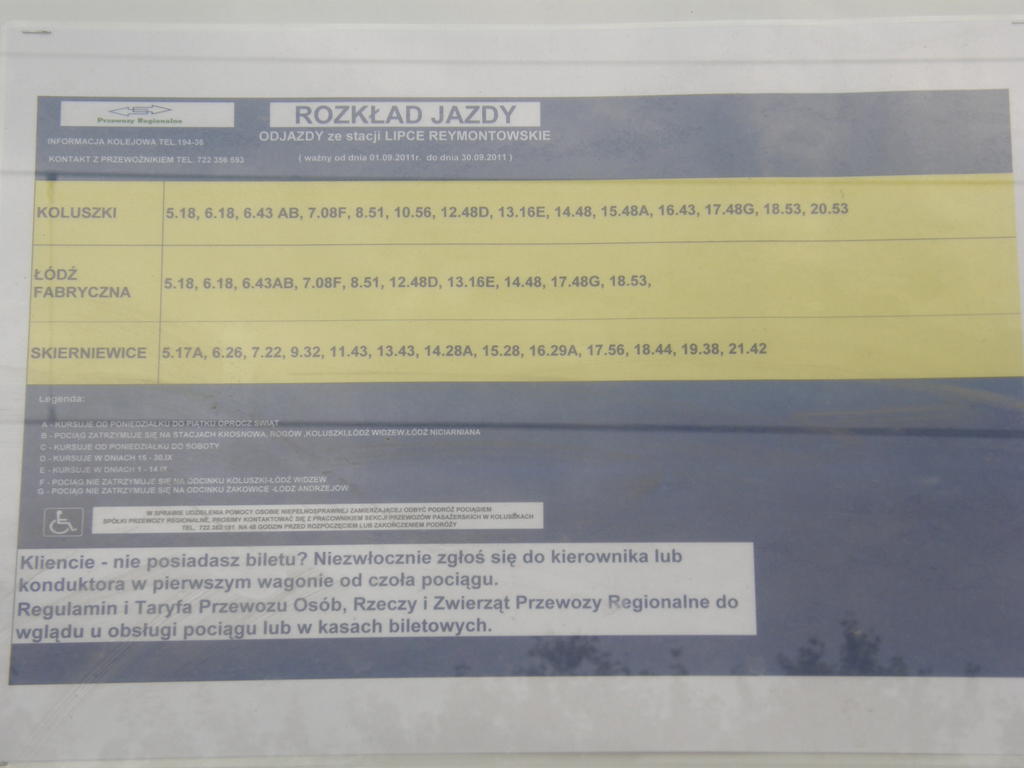 Przewozy Regionalne
ROZKŁAD JAZDY
ODJAZDY ze stacji LIPCE REYMONTOWSKIE
INFORMACJA KOLEJOWA TEL.194-36
KONTAKT Z PRZEWOŹNIKIEM TEL. 722 356 593
( ważny od dnia 01.09.2011r. do dnia 30.09.2011 )
KOLUSZKI 5.18, 6.18, 6.43 AB, 7.08F, 8.51, 10.56, 12.48D, 13.16E, 14.48, 15.48A, 16.43, 17.48G, 18.53, 20.53
ŁÓDŹ
FABRYCZNA 5.18, 6.18, 6.43AB, 7.08F, 8.51, 12.48D, 13.16E, 14.48, 17.48G, 18.53,
SKIERNIEWICE 5.17A, 6.26, 7.22, 9.32, 11.43, 13.43, 14.28A, 15.28, 16.29A, 17.56, 18.44, 19.38, 21.42
Legenda:
A - KURSUJE OD PONIEDZIAŁKU DO PIĄTKU OPRÓCZ ŚWIĄT
B - POCIĄG ZATRZYMUJE SIĘ NA STACJACH KROSNOWA, ROGÓW ,KOLUSZKI,ŁÓDŹ WIDZEW,ŁÓDŹ NICIARNIANA
C - KURSUJE OD PONIEDZIAŁKU DO SOBOTY
D - KURSUJE W DNIACH 15 - 30.IX
E - KURSUJE W DNIACH 1 - 14 IX
F - POCIĄG NIE ZATRZYMUJE SIĘ NA ODCINKU KOLUSZKI-ŁÓDŹ WIDZEW
G - POCIĄG NIE ZATRZYMUJE SIĘ NA ODCINKU ŻAKOWICE -ŁÓDŹ ANDRZEJÓW
W SPRAWIE UDZIELENIA POMOCY OSOBIE NIEPEŁNOSPRAWNEJ ZAMIERZAJĄCEJ ODBYĆ PODRÓŻ POCIĄGIEM
SPÓŁKI PRZEWOZY REGIONALNE, PROSIMY KONTAKTOWAĆ SIĘ Z PRACOWNIKIEM SEKCJI PRZEWOZÓW PASAŻERSKICH W KOLUSZKACH
TEL. 722 382 191 NA 48 GODZIN PRZED ROZPOCZĘCIEM LUB ZAKOŃCZENIEM PODRÓŻY
Kliencie - nie posiadasz biletu? Niezwłocznie zgłoś się do kierownika lub
konduktora w pierwszym wagonie od czoła pociągu.
Regulamin i Taryfa Przewozu Osób, Rzeczy i Zwierząt Przewozy Regionalne do
wglądu u obsługi pociągu lub w kasach biletowych.